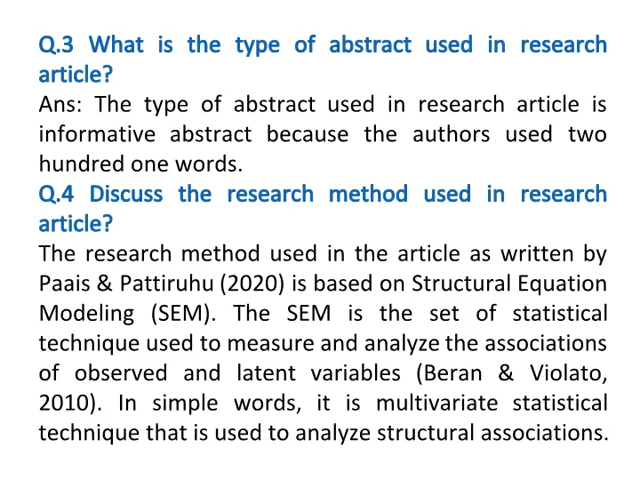 Q.3 What is the type of abstract used in research
article?
Ans: The type of abstract used in research article is
informative abstract because the authors used two
hundred one words.
Q.4 Discuss the research method used in research
article?
The research method used in the article as written by
Paais & Pattiruhu (2020) is based on Structural Equation
Modeling (SEM). The SEM is the set of statistical
technique used to measure and analyze the associations
of observed and latent variables (Beran & Violato,
2010). In simple words, it is multivariate statistical
technique that is used to analyze structural associations.